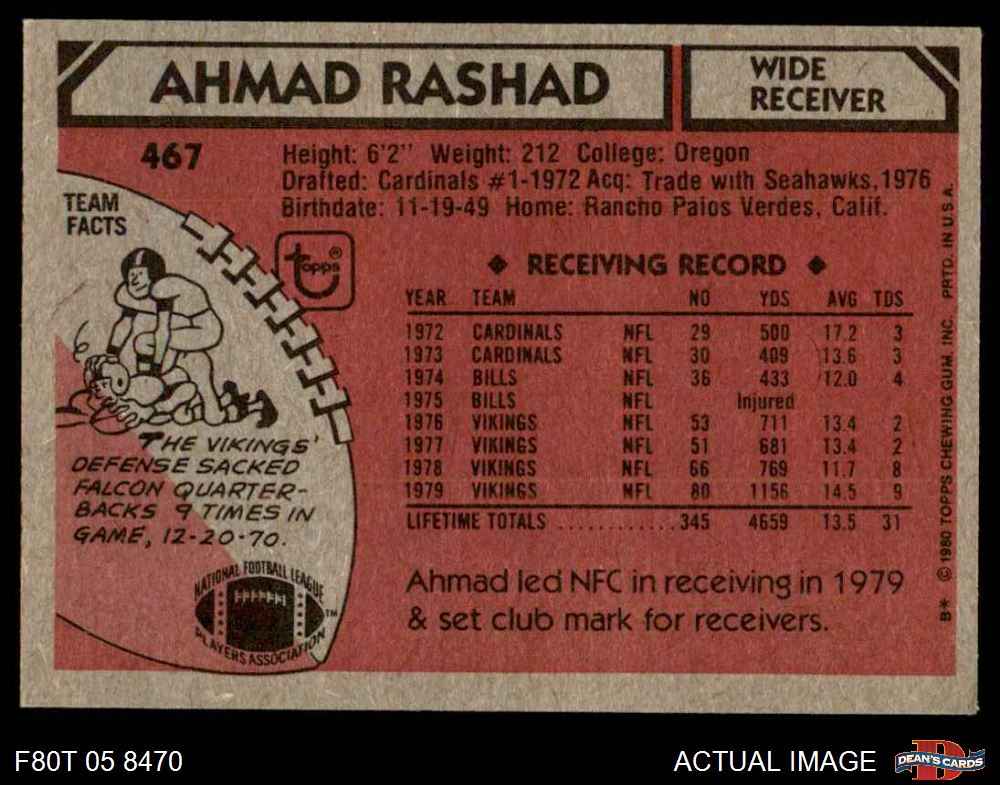 AHMAD RASHAD
WIDE
RECEIVER
467
Height: 6'2" Weight: 212 College: Oregon
Drafted: Cardinals #1-1972 Acq: Trade with Seahawks, 1976
Birthdate: 11-19-49 Home: Rancho Palos Verdes, Calif.
TEAM
FACTS
topps®
◆ RECEIVING RECORD ◆
YEAR TEAM NO YDS AVG TDS
1972 CARDINALS NFL 29 500 17.2 3
1973 CARDINALS NFL 30 409 13.6 3
1974 BILLS NFL 36 433 12.0 4
1975 BILLS NFL Injured
1976 VIKINGS NFL 53 711 13.4 2
1977 VIKINGS NFL 51 681 13.4 2
1978 VIKINGS NFL 66 769 11.7 8
1979 VIKINGS NFL 80 1156 14.5 9
LIFETIME TOTALS ............ 345 4659 13.5 31
THE VIKINGS'
DEFENSE SACKED
FALCON QUARTER-
BACKS 9 TIMES IN
GAME, 12-20-70.
NATIONAL FOOTBALL LEAGUE
PLAYERS ASSOCIATION
TM
Ahmad led NFC in receiving in 1979
& set club mark for receivers.
B* © 1980 TOPPS CHEWING GUM, INC. PRTD. IN U.S.A.
F80T 05 8470
ACTUAL IMAGE
D
DEAN'S CARDS